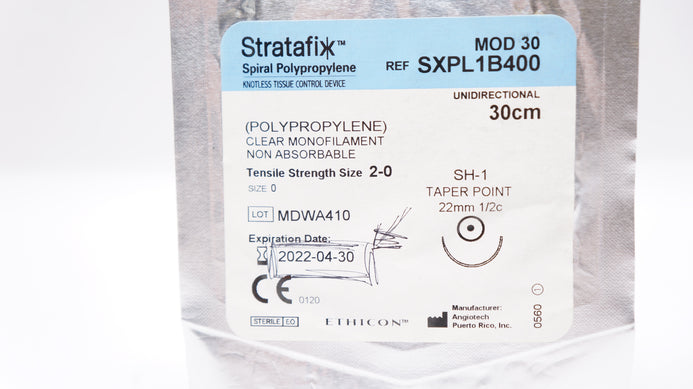 Stratafix™
Spiral Polypropylene
KNOTLESS TISSUE CONTROL DEVICE
MOD 30
REF SXPL1B400
UNIDIRECTIONAL
30cm
(POLYPROPYLENE)
CLEAR MONOFILAMENT
NON ABSORBABLE
Tensile Strength Size 2-0
SIZE 0
SH-1
TAPER POINT
22mm 1/2c
LOT MDWA410
Expiration Date:
2022-04-30
CE 0120
STERILE EO
ETHICON™
Manufacturer:
Angiotech
Puerto Rico, Inc.
0560 1